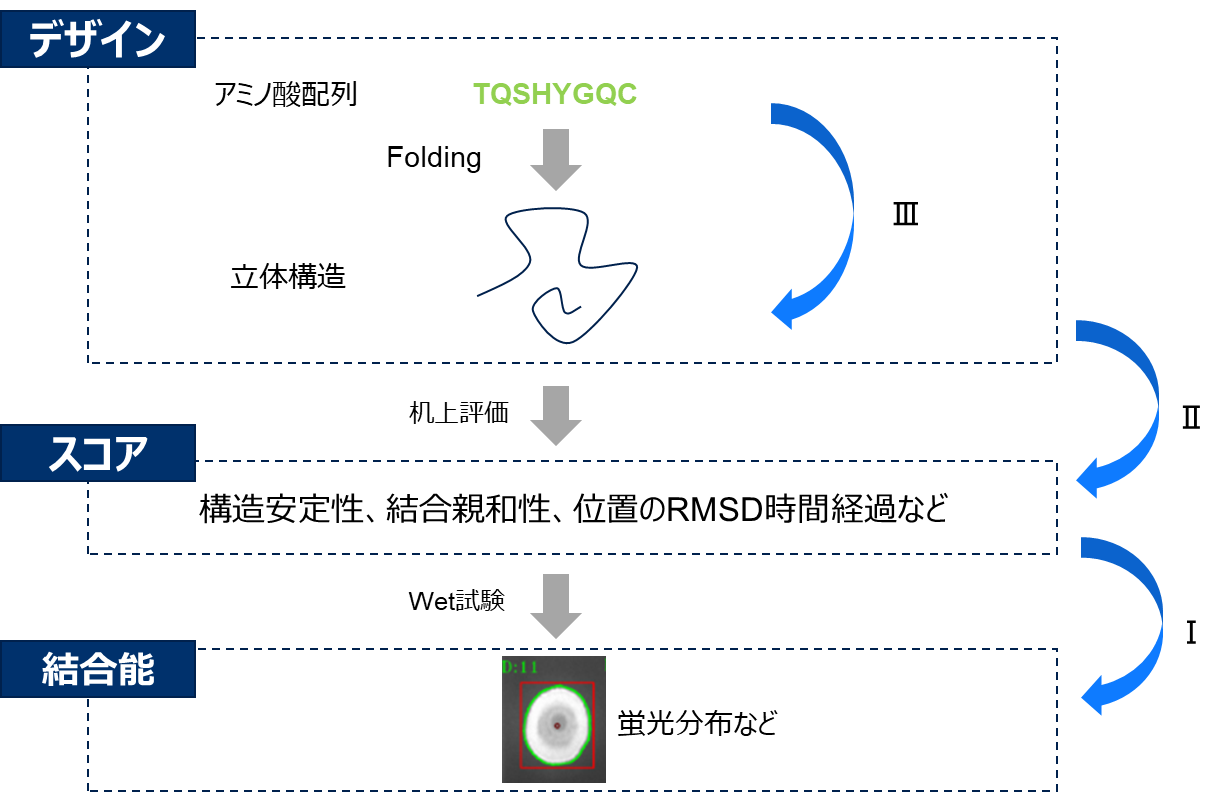 デザイン
アミノ酸配列
TQSHYGQC
Folding
Ⅲ
立体構造
机上評価
Ⅱ
スコア
構造安定性、結合親和性、位置のRMSD時間経過など
Wet試験
Ⅰ
結合能
D:11
蛍光分布など